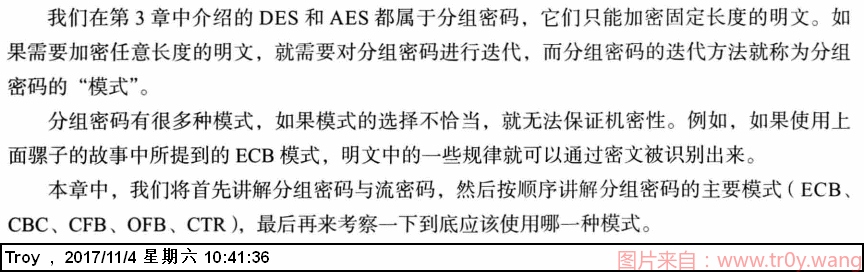 我们在第 3 章中介绍的 DES 和 AES 都属于分组密码，它们只能加密固定长度的明文。如
果需要加密任意长度的明文，就需要对分组密码进行迭代，而分组密码的迭代方法就称为分组
密码的“模式”。
分组密码有很多种模式，如果模式的选择不恰当，就无法保证机密性。例如，如果使用上
面骡子的故事中所提到的 ECB 模式，明文中的一些规律就可以通过密文被识别出来。
本章中，我们将首先讲解分组密码与流密码，然后按顺序讲解分组密码的主要模式（ECB、
CBC、CFB、OFB、CTR），最后再来考察一下到底应该使用哪一种模式。
Troy , 2017/11/4 星期六 10:41:36
图片来自：www.tr0y.wang